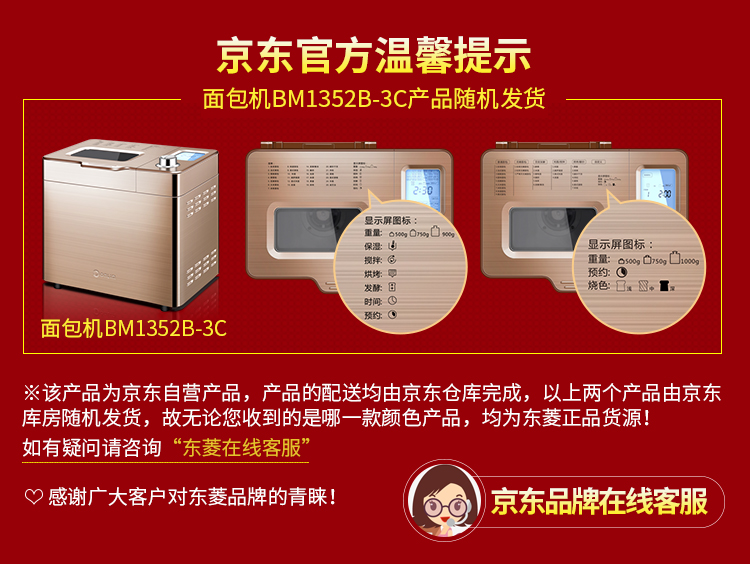 京东官方温馨提示
面包机BM1352B-3C产品随机发货
2:30
2:00
显示屏图标：
重量: 500g 750g 900g
保湿:
搅拌:
烘烤:
发酵:
时间:
预约:
显示屏图标：
重量: 500g 750g 1000g
预约:
烧色: 浅 中 深
面包机BM1352B-3C
※该产品为京东自营产品，产品的配送均由京东仓库完成，以上两个产品由京东
库房随机发货，故无论您收到的是哪一款颜色产品，均为东菱正品货源！
如有疑问请咨询“东菱在线客服”
♡ 感谢广大客户对东菱品牌的青睐！
京东品牌在线客服